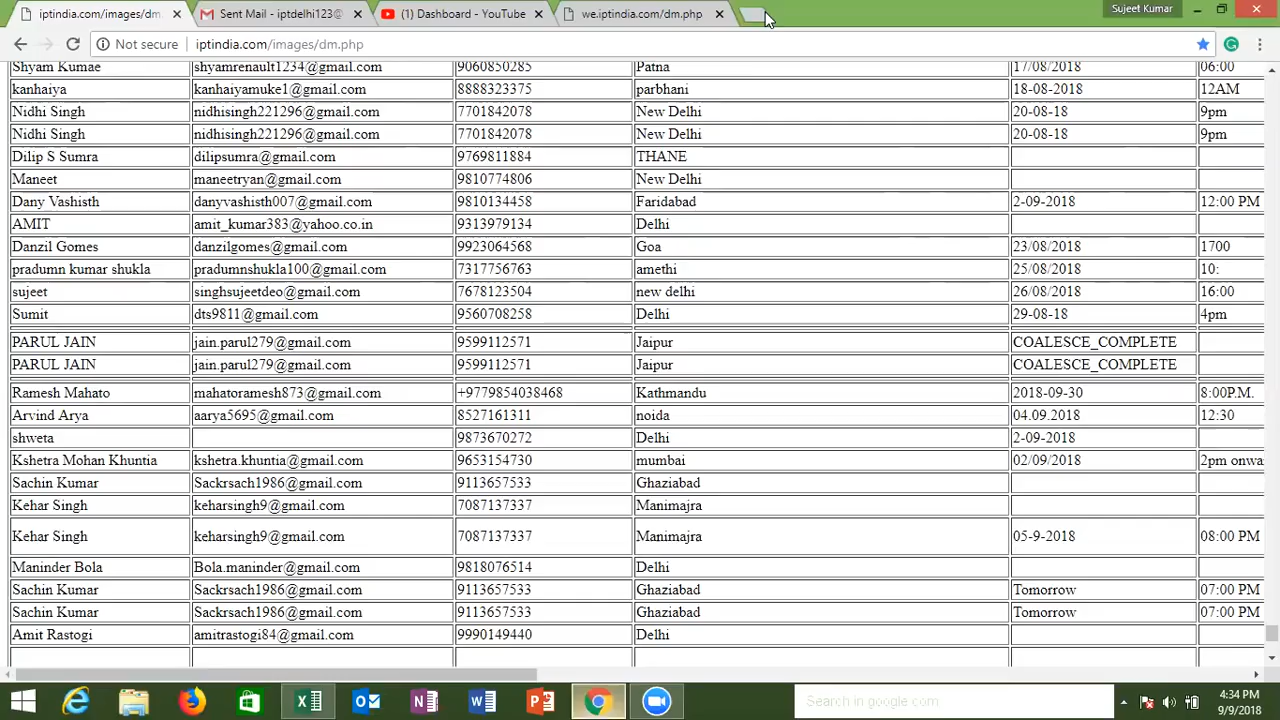 iptindia.com/images/dm. Sent Mail - iptdelhi123@ (1) Dashboard - YouTube we.iptindia.com/dm.php Sujeet Kumar
Not secure iptindia.com/images/dm.php
Shyam Kumae shyamrenault1234@gmail.com 9060850285 Patna 17/08/2018 06:00
kanhaiya kanhaiyamuke1@gmail.com 8888323375 parbhani 18-08-2018 12AM
Nidhi Singh nidhisingh221296@gmail.com 7701842078 New Delhi 20-08-18 9pm
Nidhi Singh nidhisingh221296@gmail.com 7701842078 New Delhi 20-08-18 9pm
Dilip S Sumra dilipsumra@gmail.com 9769811884 THANE
Maneet maneetryan@gmail.com 9810774806 New Delhi
Dany Vashisth danyvashisth007@gmail.com 9810134458 Faridabad 2-09-2018 12:00 PM
AMIT amit_kumar383@yahoo.co.in 9313979134 Delhi
Danzil Gomes danzilgomes@gmail.com 9923064568 Goa 23/08/2018 1700
pradumn kumar shukla pradumnshukla100@gmail.com 7317756763 amethi 25/08/2018 10:
sujeet singhsujeetdeo@gmail.com 7678123504 new delhi 26/08/2018 16:00
Sumit dts9811@gmail.com 9560708258 Delhi 29-08-18 4pm
PARUL JAIN jain.parul279@gmail.com 9599112571 Jaipur COALESCE_COMPLETE
PARUL JAIN jain.parul279@gmail.com 9599112571 Jaipur COALESCE_COMPLETE
Ramesh Mahato mahatoramesh873@gmail.com +9779854038468 Kathmandu 2018-09-30 8:00P.M.
Arvind Arya aarya5695@gmail.com 8527161311 noida 04.09.2018 12:30
shweta 9873670272 Delhi 2-09-2018
Kshetra Mohan Khuntia kshetra.khuntia@gmail.com 9653154730 mumbai 02/09/2018 2pm onwa
Sachin Kumar Sackrsach1986@gmail.com 9113657533 Ghaziabad
Kehar Singh keharsingh9@gmail.com 7087137337 Manimajra
Kehar Singh keharsingh9@gmail.com 7087137337 Manimajra 05-9-2018 08:00 PM
Maninder Bola Bola.maninder@gmail.com 9818076514 Delhi
Sachin Kumar Sackrsach1986@gmail.com 9113657533 Ghaziabad Tomorrow 07:00 PM
Sachin Kumar Sackrsach1986@gmail.com 9113657533 Ghaziabad Tomorrow 07:00 PM
Amit Rastogi amitrastogi84@gmail.com 9990149440 Delhi
Search in google.com 4:34 PM
9/9/2018